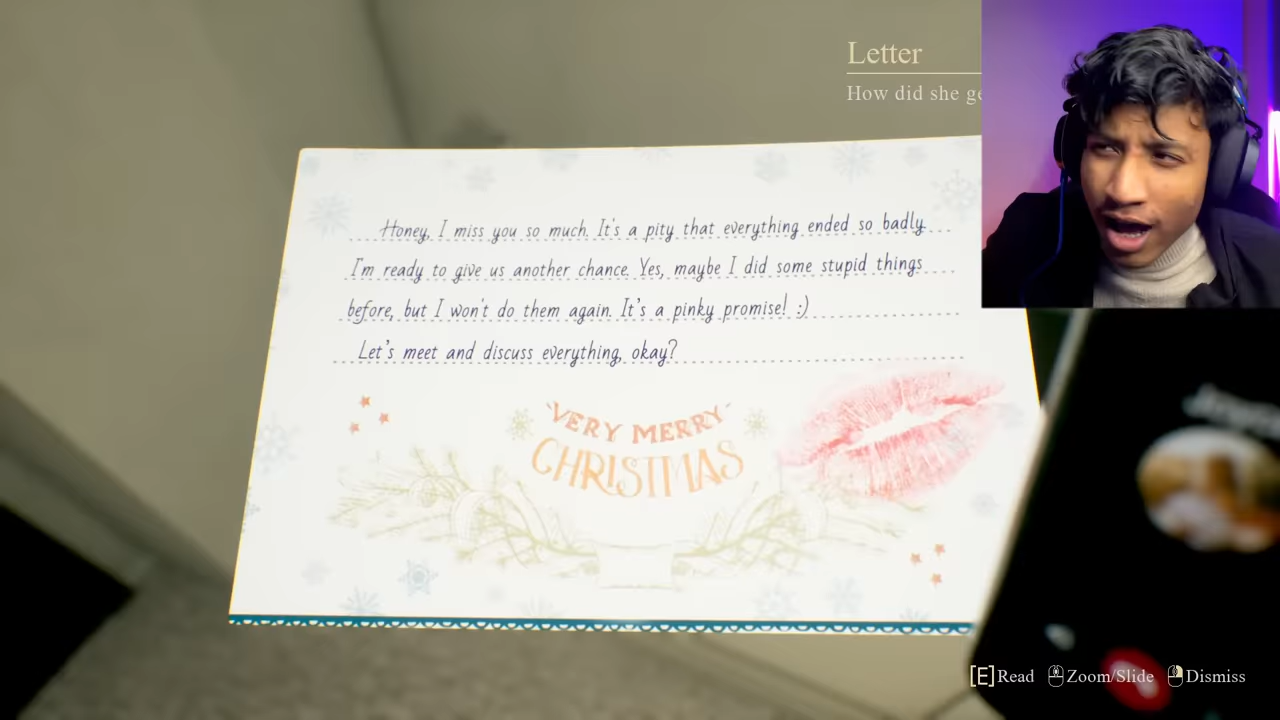 Letter
How did she
Honey, I miss you so much. It's a pity that everything ended so badly.
I'm ready to give us another chance. Yes, maybe I did some stupid things
before, but I won't do them again. It's a pinky promise! :)
Let's meet and discuss everything, okay?
VERY MERRY
CHRISTMAS
[E]Read Zoom/Slide Dismiss